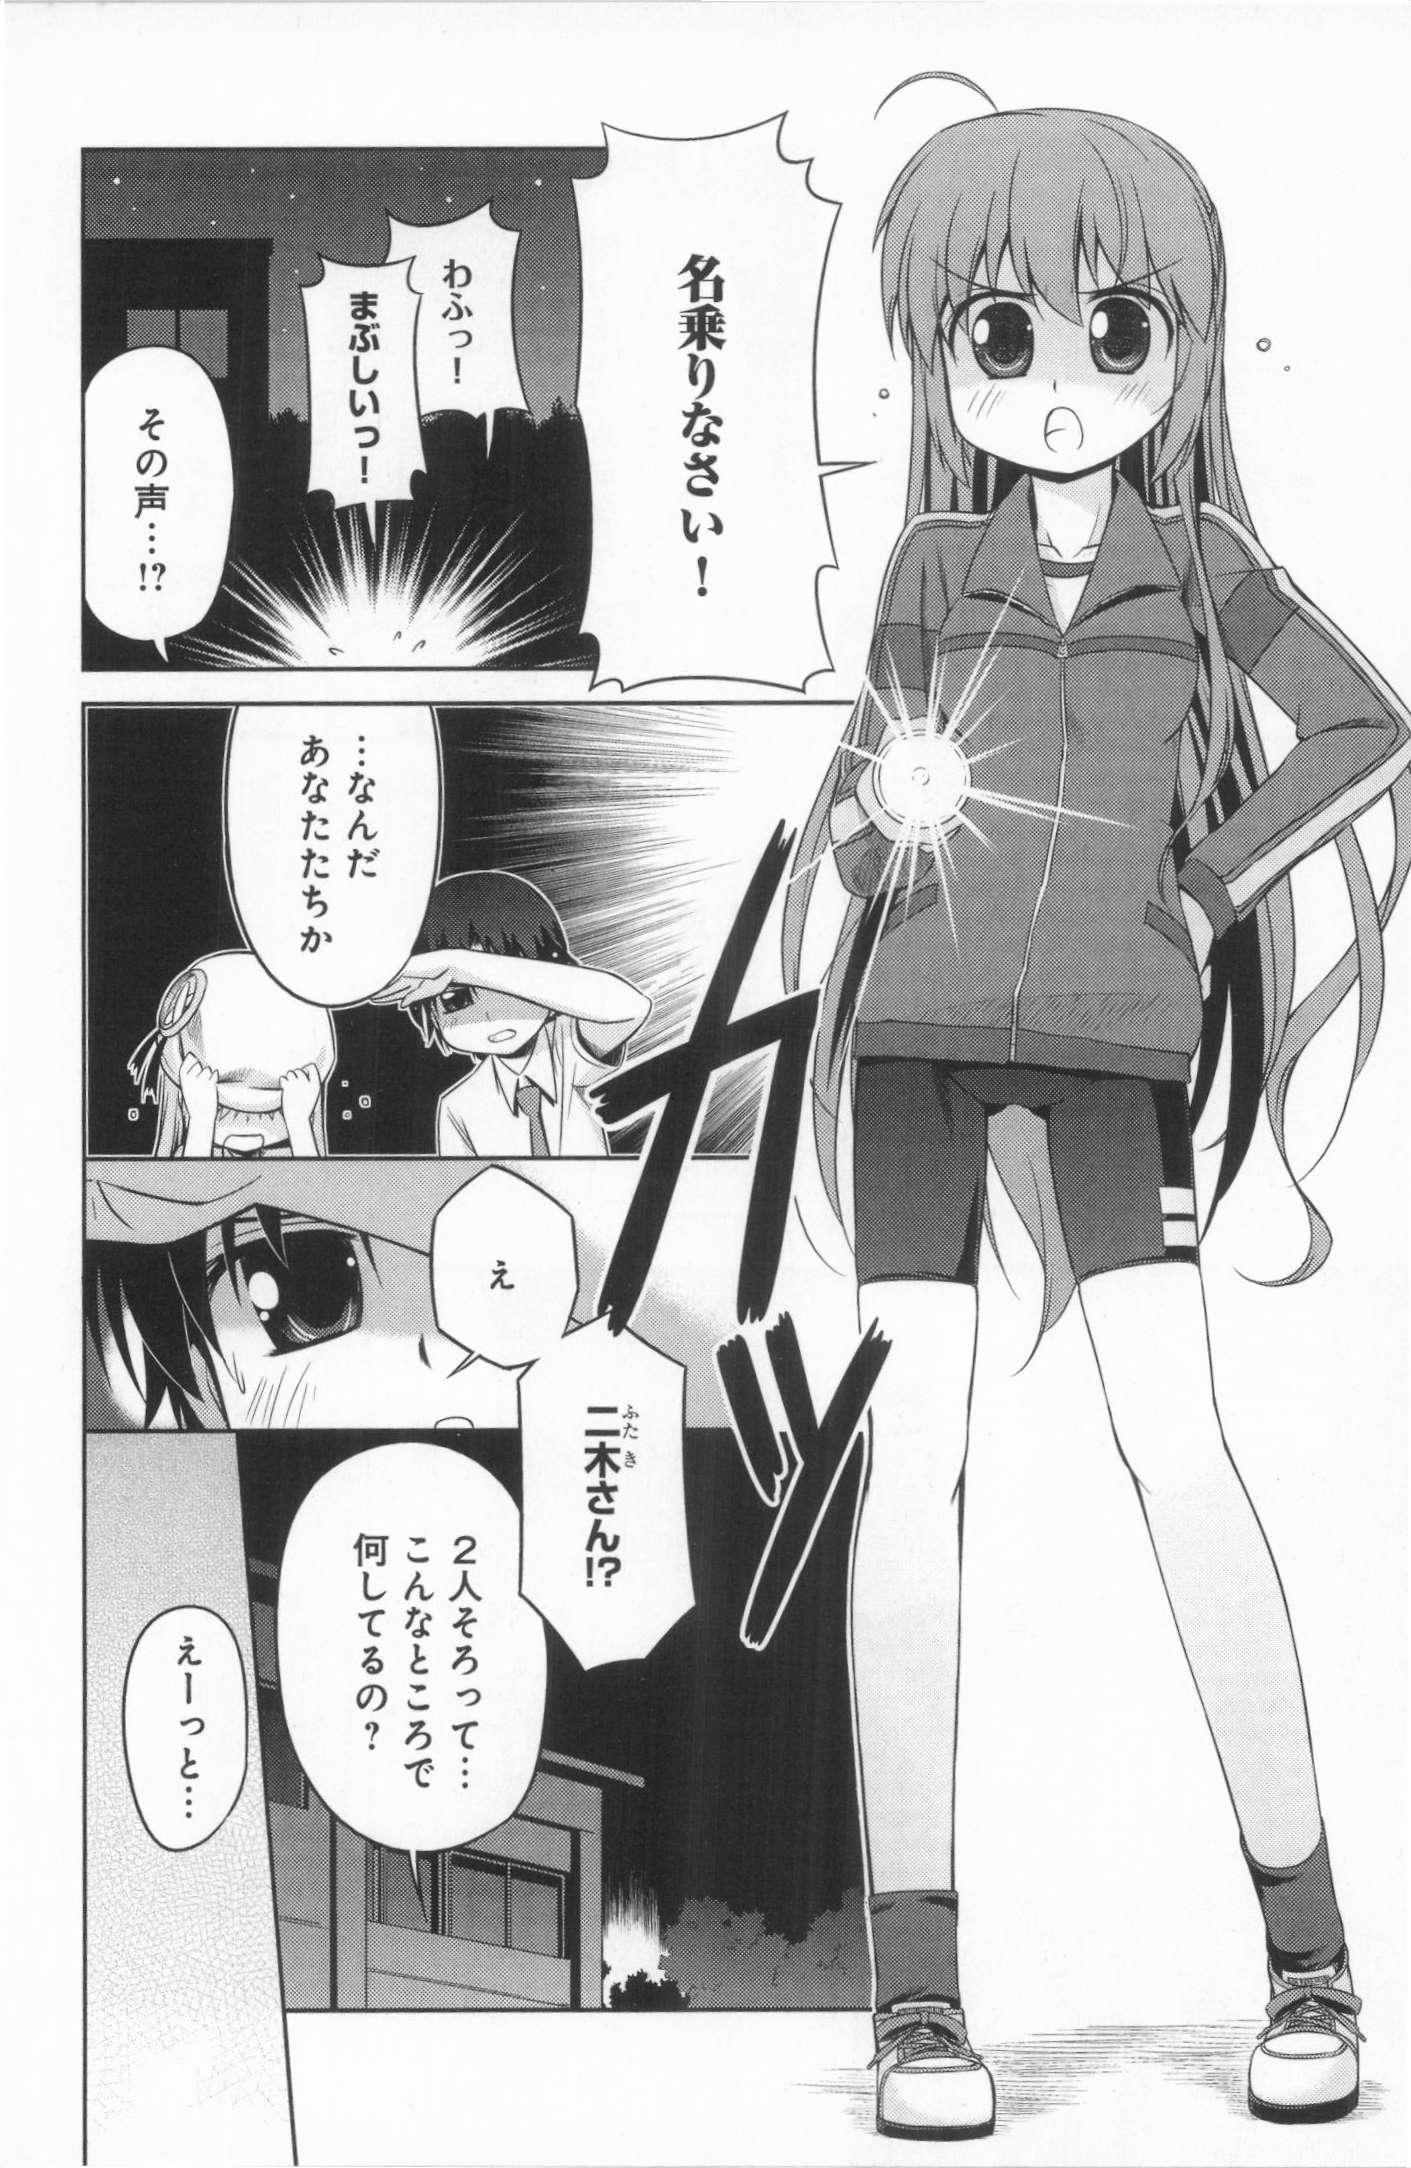 名乗りなさい！
わふっ！
まぶしいっ！
その声…!?
…なんだ
あなたたちか
カッ
え
二木さん!?
ふたき
２人そろって…
こんなところで
何してるの？
えーっと…